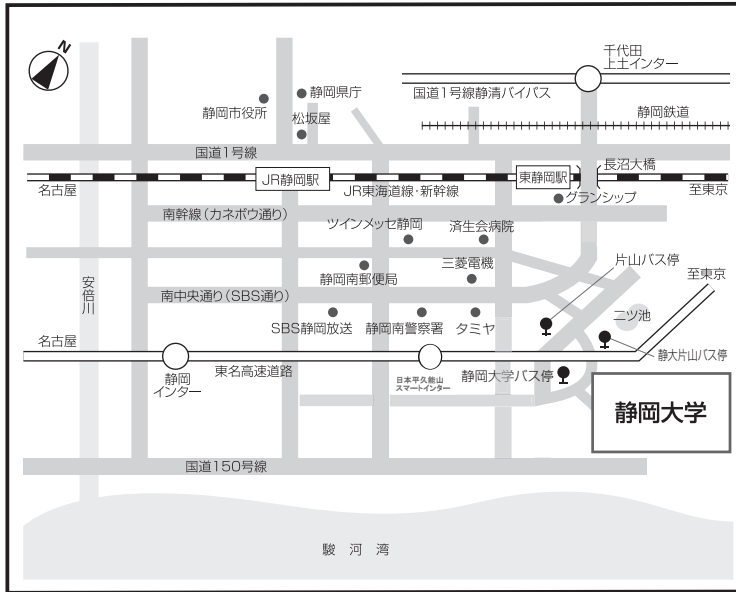 N
千代田
上土インター
国道1号線静清バイパス
静岡県庁
静岡市役所
松坂屋
静岡鉄道
国道1号線
長沼大橋
JR静岡駅
東静岡駅
名古屋
JR東海道線・新幹線
至東京
グランシップ
南幹線(カネボウ通り)
ツインメッセ静岡
済生会病院
片山バス停
静岡南郵便局
三菱電機
至東京
安倍川
南中央通り(SBS通り)
二ツ池
SBS静岡放送
静岡南警察署
タミヤ
名古屋
静大片山バス停
東名高速道路
静岡
インター
日本平久能山
スマートインター
静岡大学バス停
静岡大学
国道150号線
駿河湾